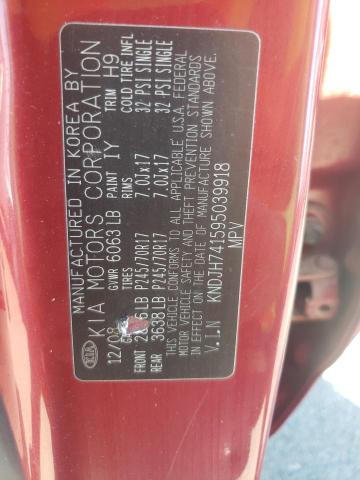 MANUFACTURED IN KOREA BY
KIA MOTORS CORPORATION
KIA
12/08 GVWR 6063 LB PAINT IY TRIM H9
TIRES RIMS COLD TIRE INFL
FRONT LB P245/70R17 7.0JX17 32 PSI SINGLE
REAR 3638 LB P245/70R17 7.0JX17 32 PSI SINGLE
THIS VEHICLE CONFORMS TO ALL APPLICABLE U.S.A. FEDERAL
MOTOR VEHICLE SAFETY AND THEFT PREVENTION STANDARDS
IN EFFECT ON THE DATE OF MANUFACTURE SHOWN ABOVE.
V.I.N KNDJH741595039918
MPV